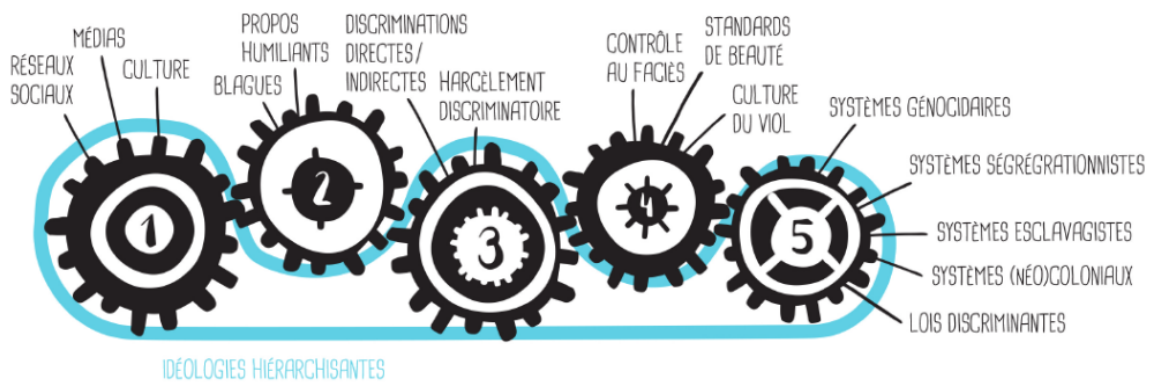 RÉSEAUX
SOCIAUX
MÉDIAS
CULTURE
BLAGUES
PROPOS
HUMILIANTS
DISCRIMINATIONS
DIRECTES/
INDIRECTES
HARCÈLEMENT
DISCRIMINATOIRE
CONTRÔLE
AU FACIÈS
STANDARDS
DE BEAUTÉ
CULTURE
DU VIOL
SYSTÈMES GÉNOCIDAIRES
SYSTÈMES SÉGRÉGRATIONNISTES
SYSTÈMES ESCLAVAGISTES
SYSTÈMES (NÉO)COLONIAUX
LOIS DISCRIMINANTES
1
2
3
4
5
IDÉOLOGIES HIÉRARCHISANTES